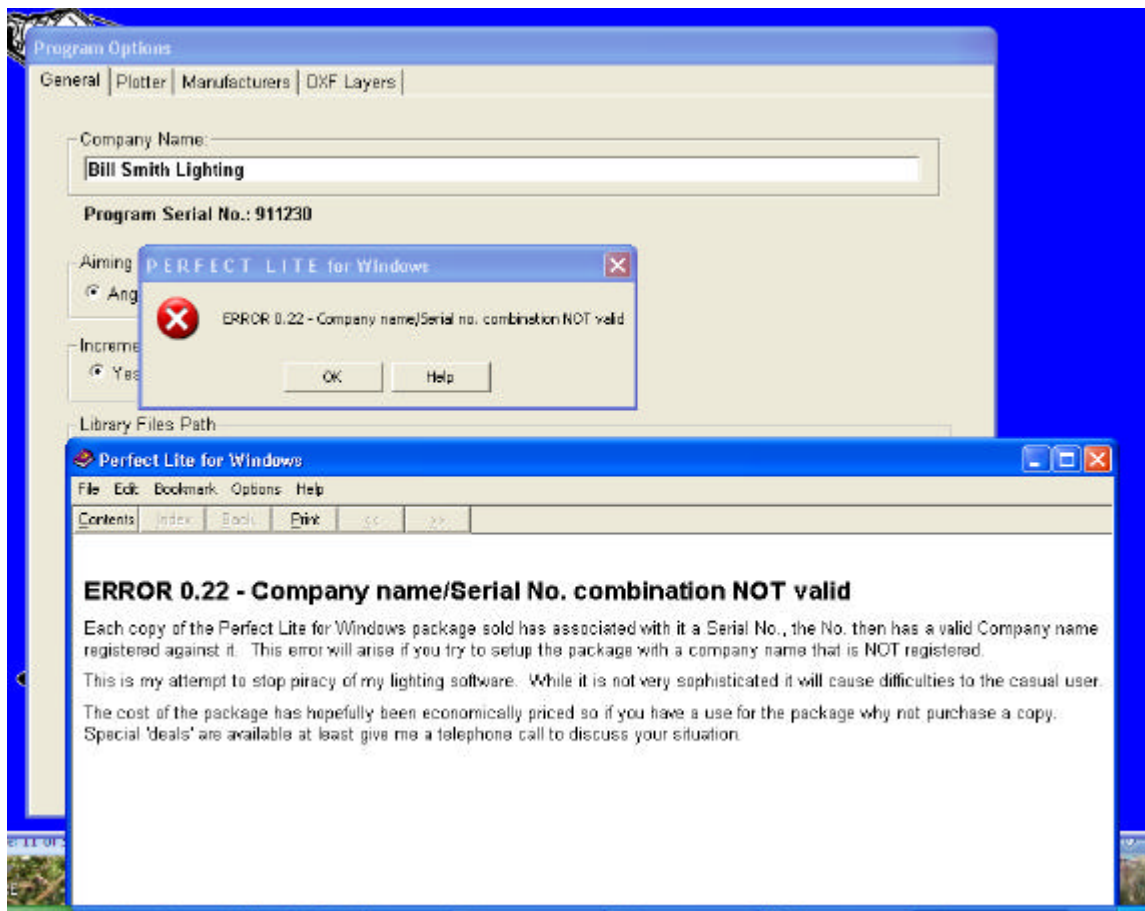 Program Options
General Plotter Manufacturers DXF Layers
Company Name:
Bill Smith Lighting
Program Serial No.: 911230
Aiming
PERFECT LITE for Windows
Ang
ERROR 0.22 - Company name/Serial no. combination NOT valid
Increme
Yes
OK Help
Library Files Path
Perfect Lite for Windows
File Edit Bookmark Options Help
Contents Index Back Print << >>
ERROR 0.22 - Company name/Serial No. combination NOT valid
Each copy of the Perfect Lite for Windows package sold has associated with it a Serial No., the No. then has a valid Company name
registered against it. This error will arise if you try to setup the package with a company name that is NOT registered.
This is my attempt to stop piracy of my lighting software. While it is not very sophisticated it will cause difficulties to the casual user.
The cost of the package has hopefully been economically priced so if you have a use for the package why not purchase a copy.
Special 'deals' are available at least give me a telephone call to discuss your situation.